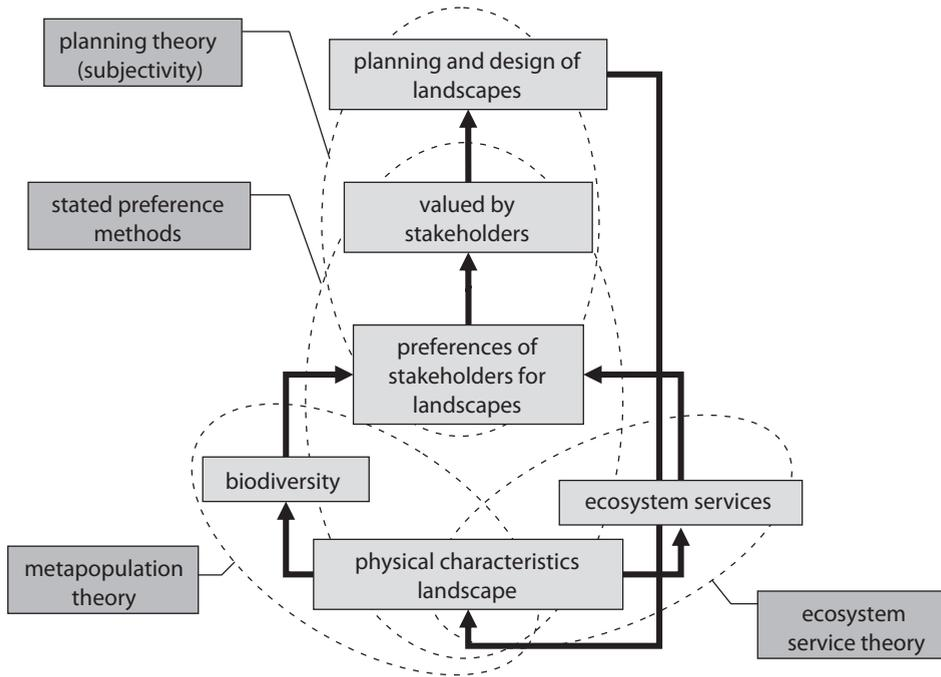 planning theory
(subjectivity)
planning and design of
landscapes
stated preference
methods
valued by
stakeholders
preferences of
stakeholders for
landscapes
biodiversity
ecosystem services
physical characteristics
landscape
metapopulation
theory
ecosystem
service theory